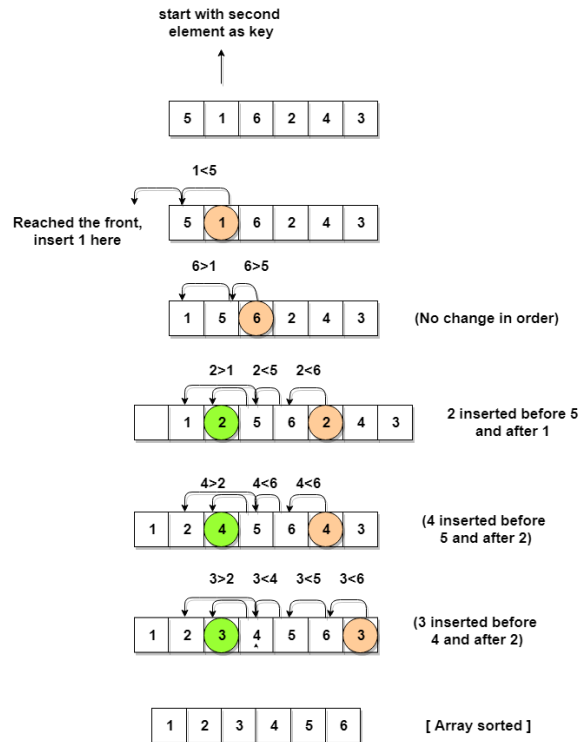 start with second
element as key
5 1 6 2 4 3
1<5
5 1 6 2 4 3
Reached the front,
insert 1 here
6>1 6>5
1 5 6 2 4 3
(No change in order)
2>1 2<5 2<6
1 2 5 6 2 4 3
2 inserted before 5
and after 1
4>2 4<6 4<6
1 2 4 5 6 4 3
(4 inserted before
5 and after 2)
3>2 3<4 3<5 3<6
1 2 3 4 5 6 3
(3 inserted before
4 and after 2)
1 2 3 4 5 6
[ Array sorted ]